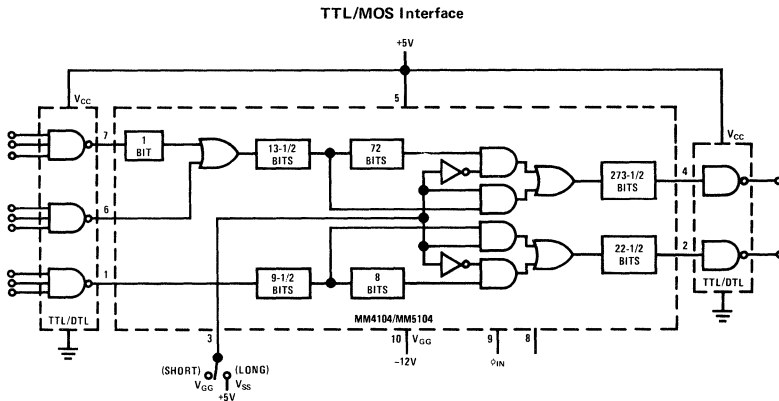 TTL/MOS Interface
+5V
VCC
5
VCC
7
1
BIT
13-1/2
BITS
72
BITS
273-1/2
BITS
4
6
1
9-1/2
BITS
8
BITS
22-1/2
BITS
2
TTL/DTL
TTL/DTL
MM4104/MM5104
3
10 VGG
9
8
-12V
ϕIN
(SHORT)
(LONG)
VGG
VSS
+5V